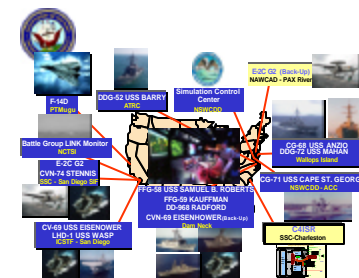 E-2C G2 (Back-Up)
NAWCAD - PAX River
F-14D
PTMugu
DDG-52 USS BARRY
ATRC
Simulation Control
Center
NSWCDD
Battle Group LINK Monitor
NCTSI
CG-68 USS ANZIO
DDG-72 USS MAHAN
Wallops Island
E-2C G2
CVN-74 STENNIS
SSC - San Diego SIF
CG-71 USS CAPE ST. GEORGE
NSWCDD - ACC
FFG-58 USS SAMUEL B. ROBERTS
FFG-59 KAUFFMAN
DD-968 RADFORD
CVN-69 EISENHOWER (Back-Up)
Dam Neck
CV-69 USS EISENOWER
LHD-1 USS WASP
ICSTF - San Diego
C4ISR
SSC-Charleston